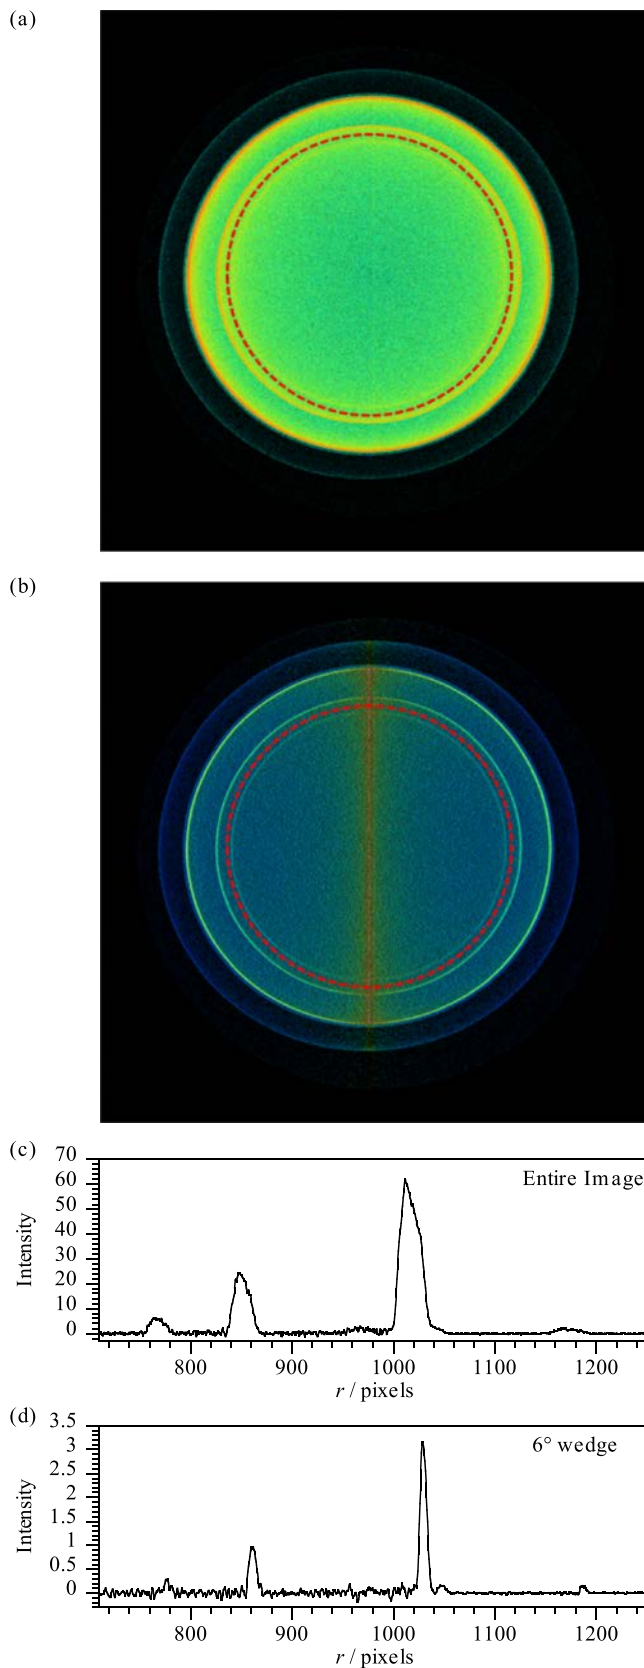 (a)
(b)
(c)
70
60
50
40
30
20
10
0
Intensity
Entire Image
800 900 1000 1100 1200
r / pixels
(d)
3.5
3
2.5
2
1.5
1
0.5
0
Intensity
6° wedge
800 900 1000 1100 1200
r / pixels